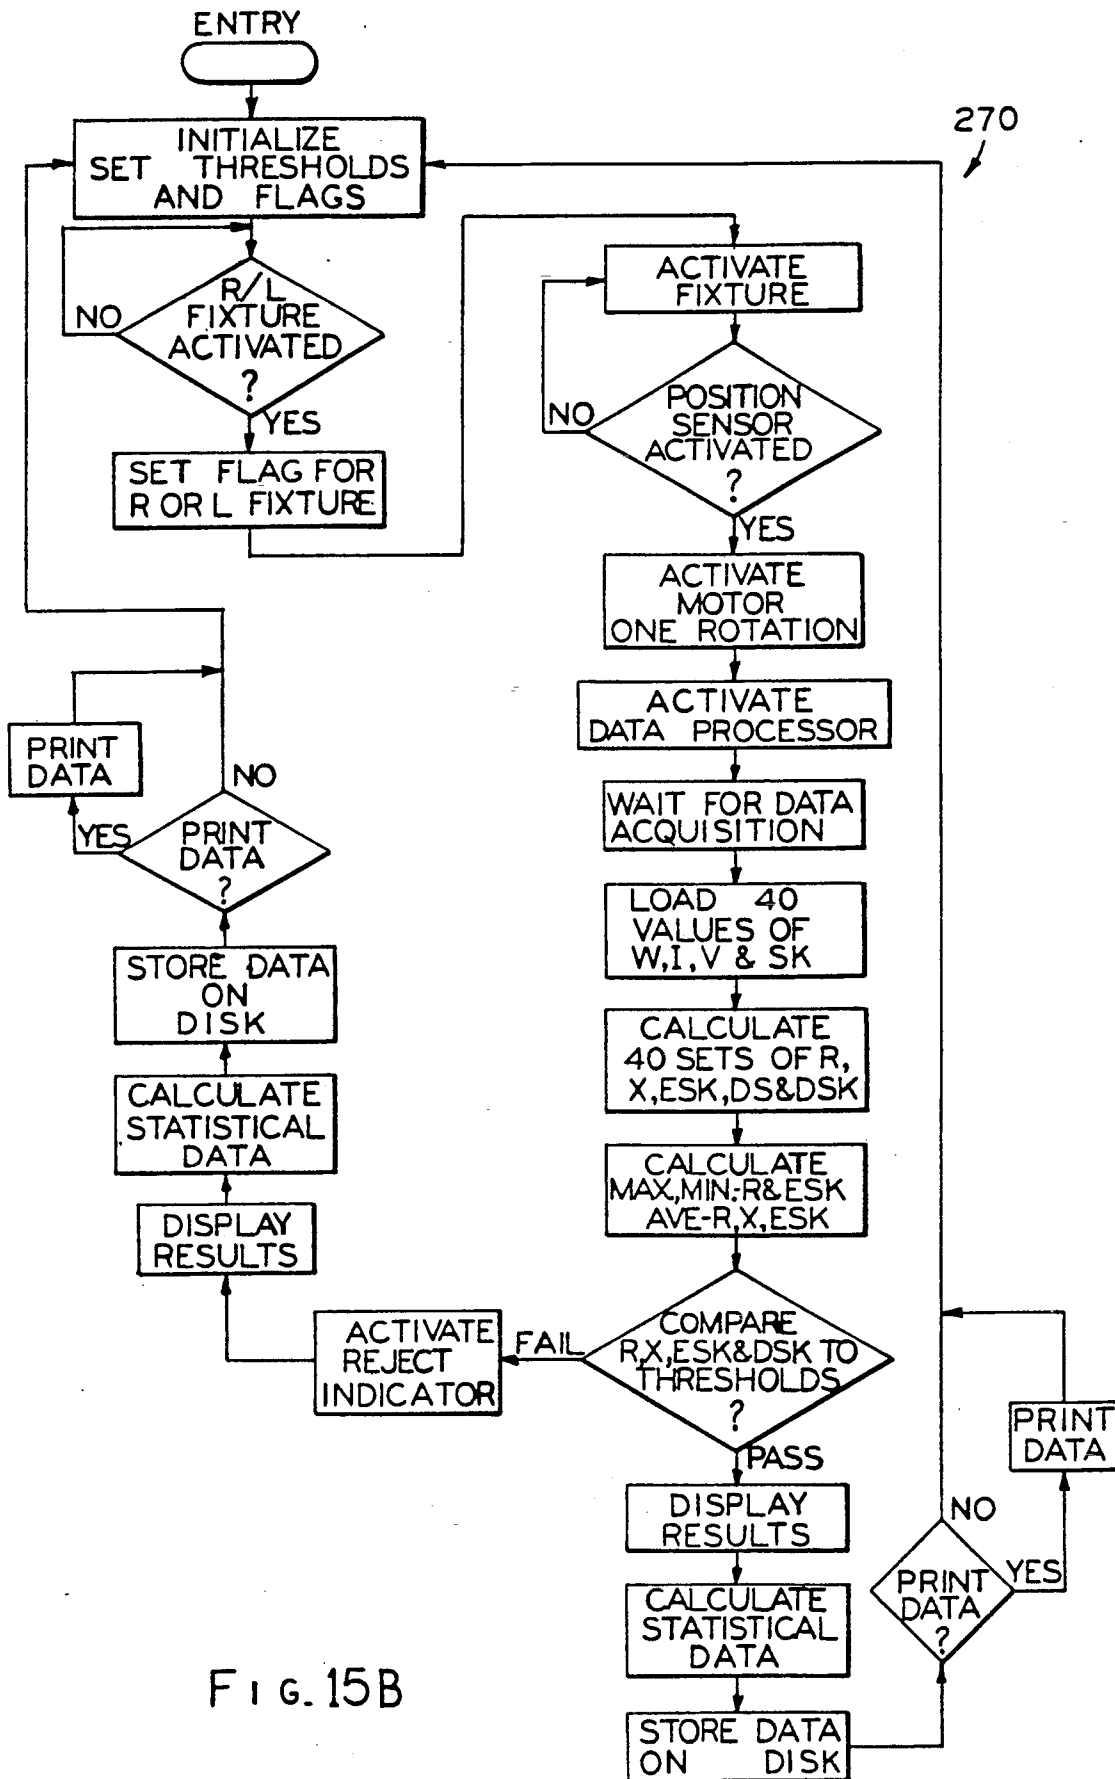 ENTRY
270
INITIALIZE
SET THRESHOLDS
AND FLAGS
R/L
FIXTURE
ACTIVATED
?
NO
YES
SET FLAG FOR
R OR L FIXTURE
ACTIVATE
FIXTURE
POSITION
SENSOR
ACTIVATED
?
NO
YES
ACTIVATE
MOTOR
ONE ROTATION
ACTIVATE
DATA PROCESSOR
WAIT FOR DATA
ACQUISITION
LOAD 40
VALUES OF
W,I,V & SK
CALCULATE
40 SETS OF R,
X,ESK,DS&DSK
CALCULATE
MAX,MIN.-R&ESK
AVE-R,X,ESK
COMPARE
R,X,ESK&DSK TO
THRESHOLDS
?
FAIL
PASS
ACTIVATE
REJECT
INDICATOR
DISPLAY
RESULTS
CALCULATE
STATISTICAL
DATA
STORE DATA
ON
DISK
PRINT
DATA
?
YES
NO
PRINT
DATA
DISPLAY
RESULTS
CALCULATE
STATISTICAL
DATA
STORE DATA
ON DISK
PRINT
DATA
?
NO
YES
PRINT
DATA
FIG. 15B